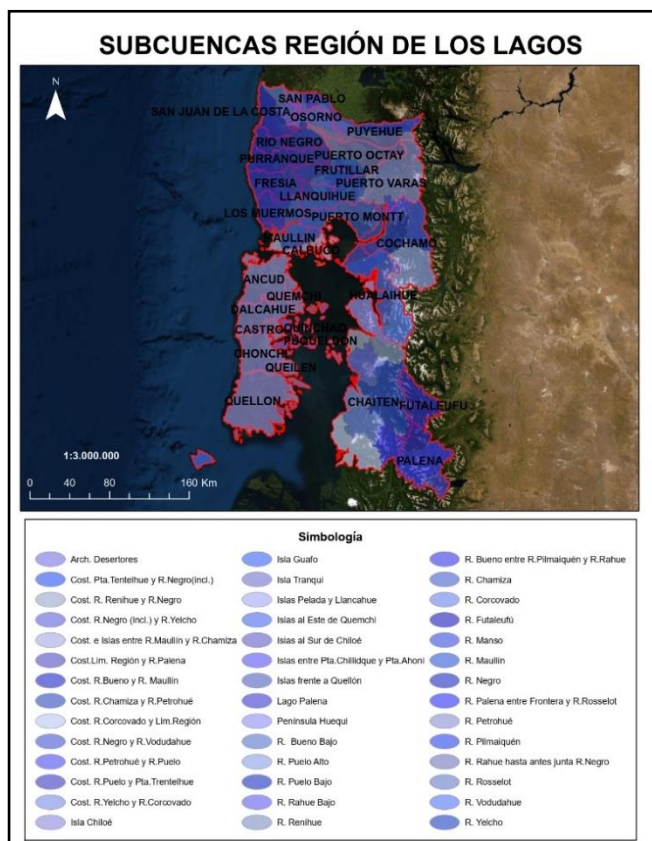 SUBCUENCAS REGIÓN DE LOS LAGOS
N
SAN PABLO
SAN JUAN DE LA COSTA
OSORNO
PUYEHUE
RIO NEGRO
PURRANQUE
PUERTO OCTAY
FRUTILLAR
FRESIA
PUERTO VARAS
LLANQUIHUE
LOS MUERMOS
PUERTO MONTT
MAULLIN
COCHAMO
CALBUCO
ANCUD
QUEMCHI
HUALAIHUE
DALCAHUE
CASTRO
QUINCHAO
PUQUELDON
CHONCHI
QUEILEN
QUELLON
CHAITEN
FUTALEUFU
PALENA
1:3.000.000
0 40 80 160 Km
Simbología
Arch. Desertores
Cost. Pta.Tentelhue y R.Negro(incl.)
Cost. R. Renihue y R.Negro
Cost. R.Negro (incl.) y R.Yelcho
Cost. e Islas entre R.Maullín y R.Chamiza
Cost.Lim. Región y R.Palena
Cost. R.Bueno y R. Maullín
Cost. R.Chamiza y R.Petrohué
Cost. R.Corcovado y Lim.Región
Cost. R.Negro y R.Vodudahue
Cost. R.Petrohué y R.Puelo
Cost. R.Puelo y Pta.Trentelhue
Cost. R.Yelcho y R.Corcovado
Isla Chiloé
Isla Guafo
Isla Tranqui
Islas Pelada y Llancahue
Islas al Este de Quemchi
Islas al Sur de Chiloé
Islas entre Pta.Chillidque y Pta.Ahoni
Islas frente a Quellón
Lago Palena
Península Huequi
R. Bueno Bajo
R. Puelo Alto
R. Puelo Bajo
R. Rahue Bajo
R. Renihue
R. Bueno entre R.Pilmaiquén y R.Rahue
R. Chamiza
R. Corcovado
R. Futaleufú
R. Manso
R. Maullín
R. Negro
R. Palena entre Frontera y R.Rosselot
R. Petrohué
R. Pilmaiquén
R. Rahue hasta antes junta R.Negro
R. Rosselot
R. Vodudahue
R. Yelcho